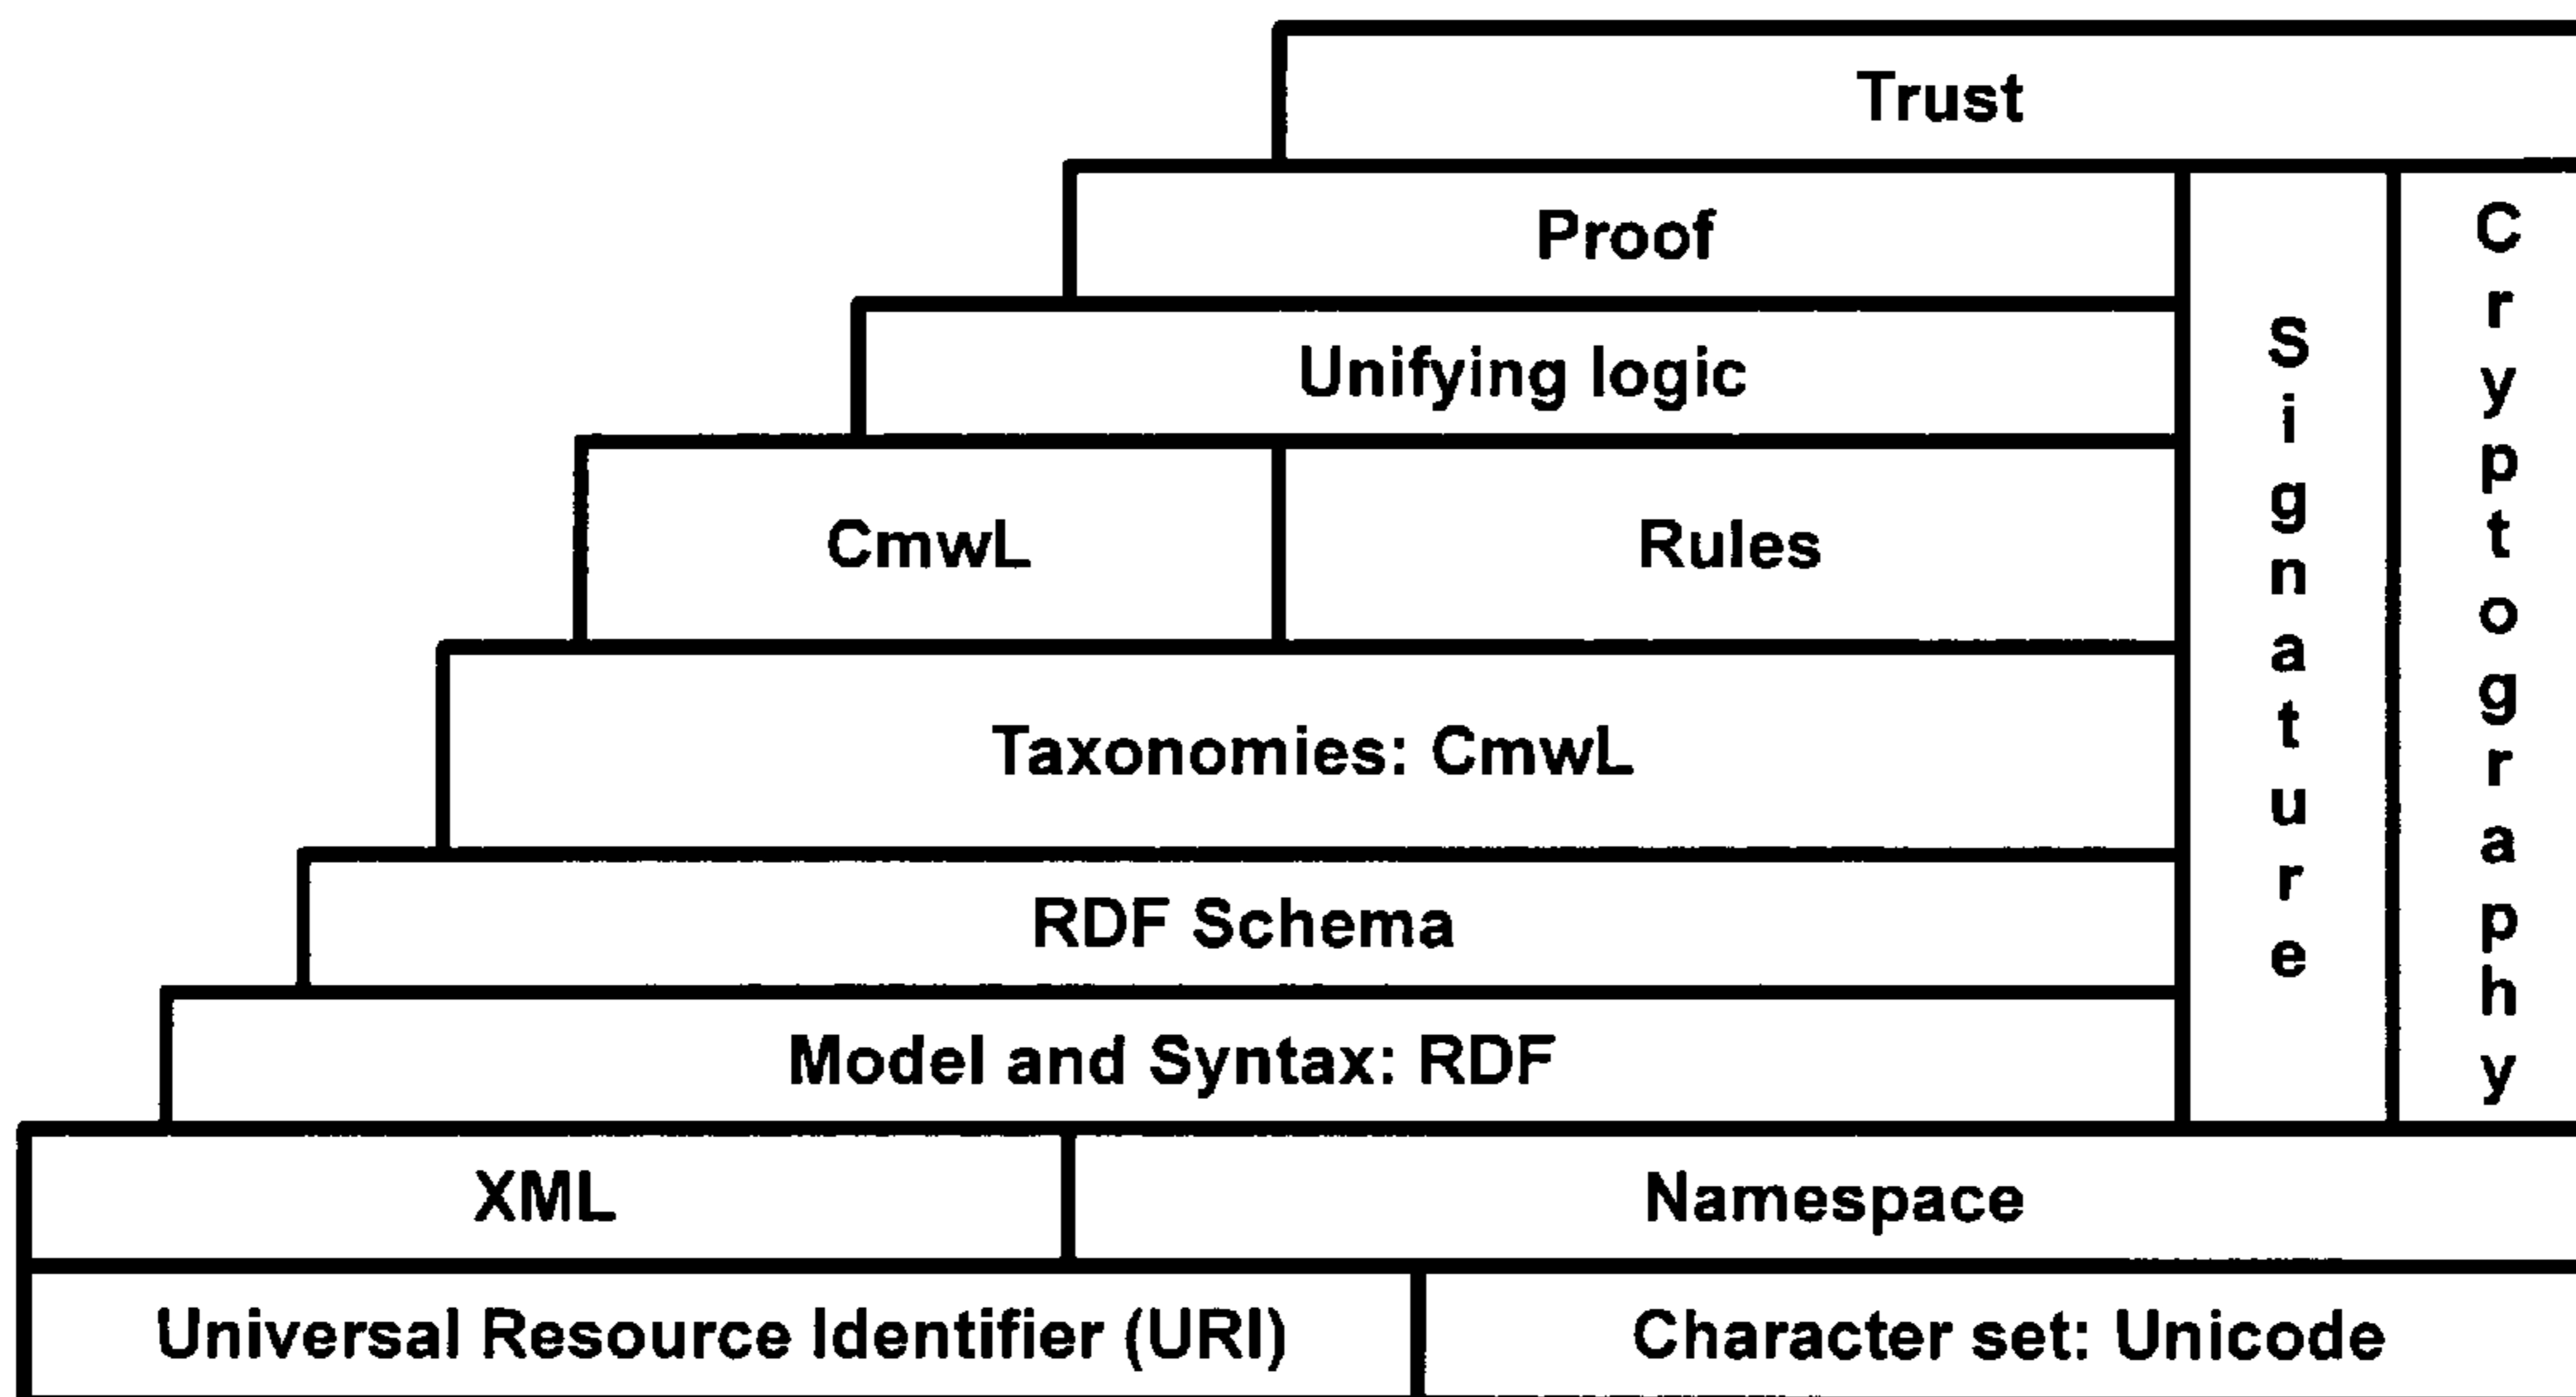 Trust
Proof
Unifying logic
CmwL
Rules
Taxonomies: CmwL
RDF Schema
Model and Syntax: RDF
Signature
Cryptography
XML
Namespace
Universal Resource Identifier (URI)
Character set: Unicode